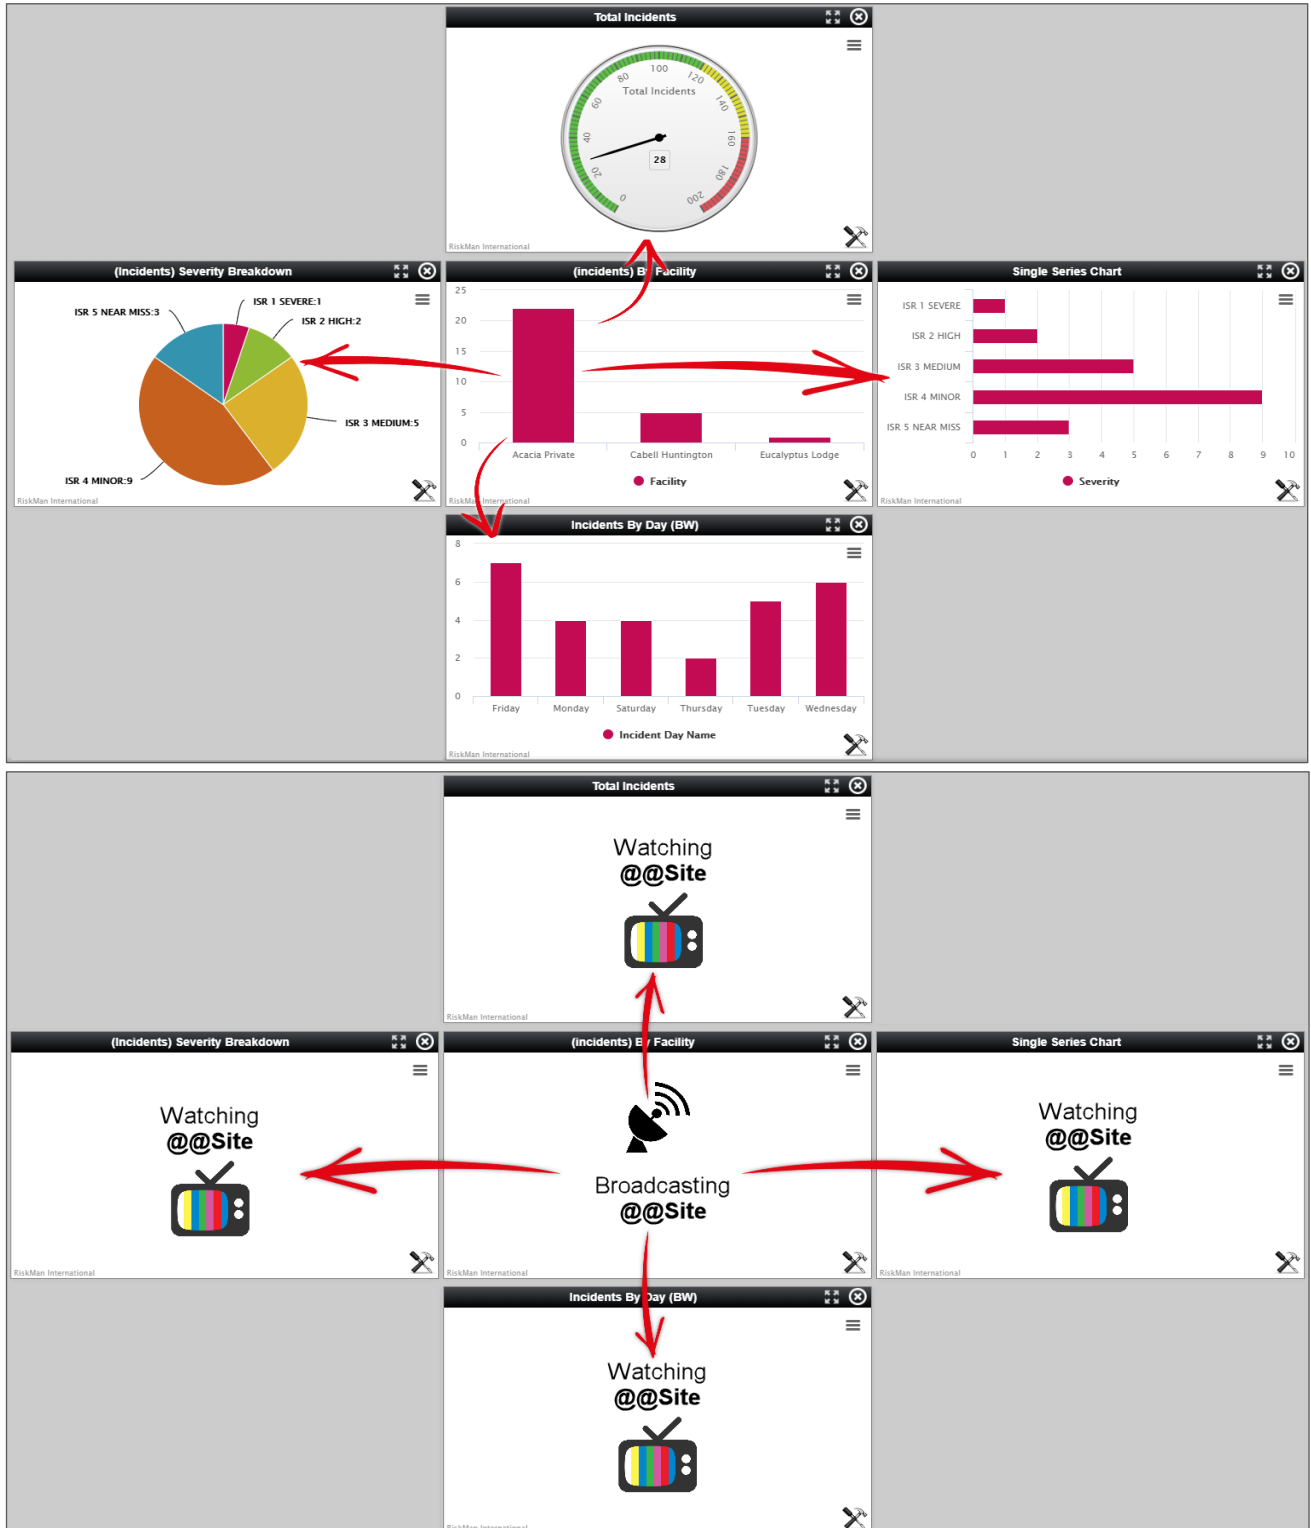 Total Incidents
0
20
40
60
80
100
120
140
160
180
200
Total Incidents
28
RiskMan International
(Incidents) Severity Breakdown
ISR 1 SEVERE:1
ISR 2 HIGH:2
ISR 3 MEDIUM:5
ISR 4 MINOR:9
ISR 5 NEAR MISS:3
RiskMan International
(incidents) By Facility
25
20
15
10
5
0
Acacia Private Cabell Huntington Eucalyptus Lodge
Facility
RiskMan International
Single Series Chart
ISR 1 SEVERE
ISR 2 HIGH
ISR 3 MEDIUM
ISR 4 MINOR
ISR 5 NEAR MISS
0 1 2 3 4 5 6 7 8 9 10
Severity
RiskMan International
Incidents By Day (BW)
8
6
4
2
0
Friday Monday Saturday Thursday Tuesday Wednesday
Incident Day Name
RiskMan International
Total Incidents
Watching
@@Site
RiskMan International
(Incidents) Severity Breakdown
Watching
@@Site
RiskMan International
(incidents) By Facility
Broadcasting
@@Site
RiskMan International
Single Series Chart
Watching
@@Site
RiskMan International
Incidents By Day (BW)
Watching
@@Site
RiskMan International